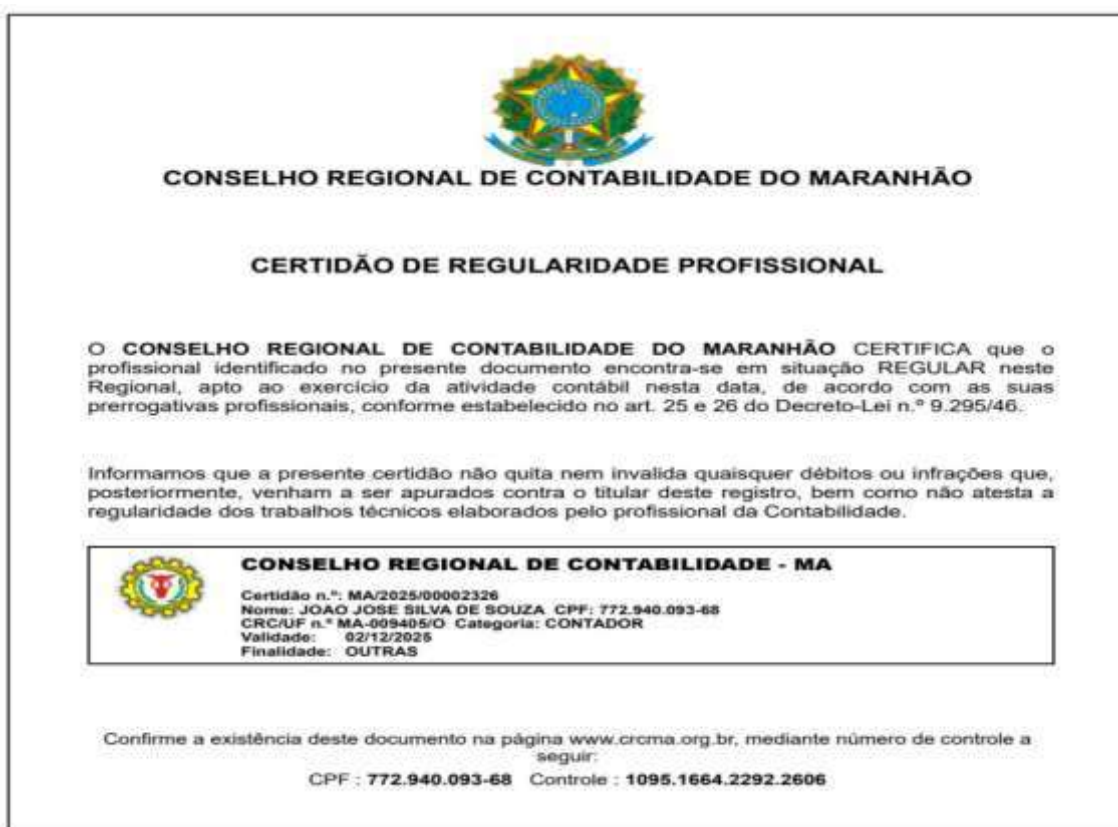 CONSELHO REGIONAL DE CONTABILIDADE DO MARANHÃO
CERTIDÃO DE REGULARIDADE PROFISSIONAL
O CONSELHO REGIONAL DE CONTABILIDADE DO MARANHÃO CERTIFICA que o
profissional identificado no presente documento encontra-se em situação REGULAR neste
Regional, apto ao exercício da atividade contábil nesta data, de acordo com as suas
prerrogativas profissionais, conforme estabelecido no art. 25 e 26 do Decreto-Lei n.º 9.295/46.
Informamos que a presente certidão não quita nem invalida quaisquer débitos ou infrações que,
posteriormente, venham a ser apurados contra o titular deste registro, bem como não atesta a
regularidade dos trabalhos técnicos elaborados pelo profissional da Contabilidade.
CONSELHO REGIONAL DE CONTABILIDADE - MA
Certidão n.º: MA/2025/00002326
Nome: JOAO JOSE SILVA DE SOUZA CPF: 772.940.093-68
CRC/UF n.º MA-009405/O Categoria: CONTADOR
Validade: 02/12/2025
Finalidade: OUTRAS
Confirme a existência deste documento na página www.crcma.org.br, mediante número de controle a
seguir:
CPF : 772.940.093-68 Controle : 1095.1664.2292.2606